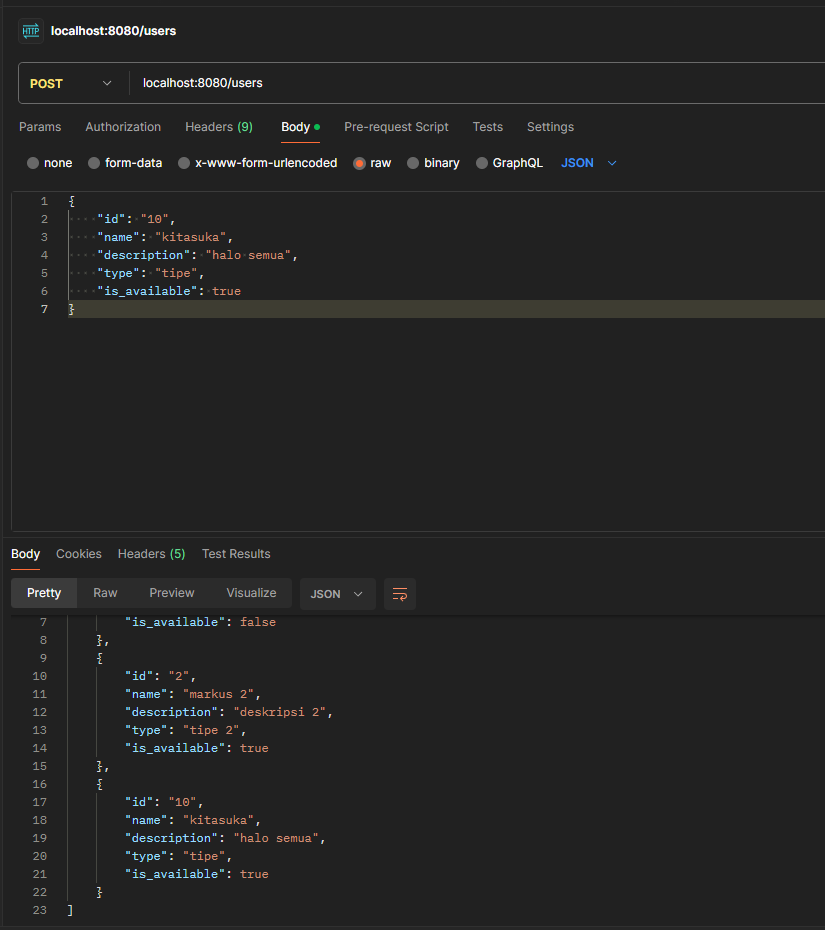 HTTP localhost:8080/users
POST localhost:8080/users
Params Authorization Headers (9) Body Pre-request Script Tests Settings
none form-data x-www-form-urlencoded raw binary GraphQL JSON
1 {
2 "id": "10",
3 "name": "kitasuka",
4 "description": "halo semua",
5 "type": "tipe",
6 "is_available": true
7 }
Body Cookies Headers (5) Test Results
Pretty Raw Preview Visualize JSON
7 "is_available": false
8 },
9 {
10 "id": "2",
11 "name": "markus 2",
12 "description": "deskripsi 2",
13 "type": "tipe 2",
14 "is_available": true
15 },
16 {
17 "id": "10",
18 "name": "kitasuka",
19 "description": "halo semua",
20 "type": "tipe",
21 "is_available": true
22 }
23 ]